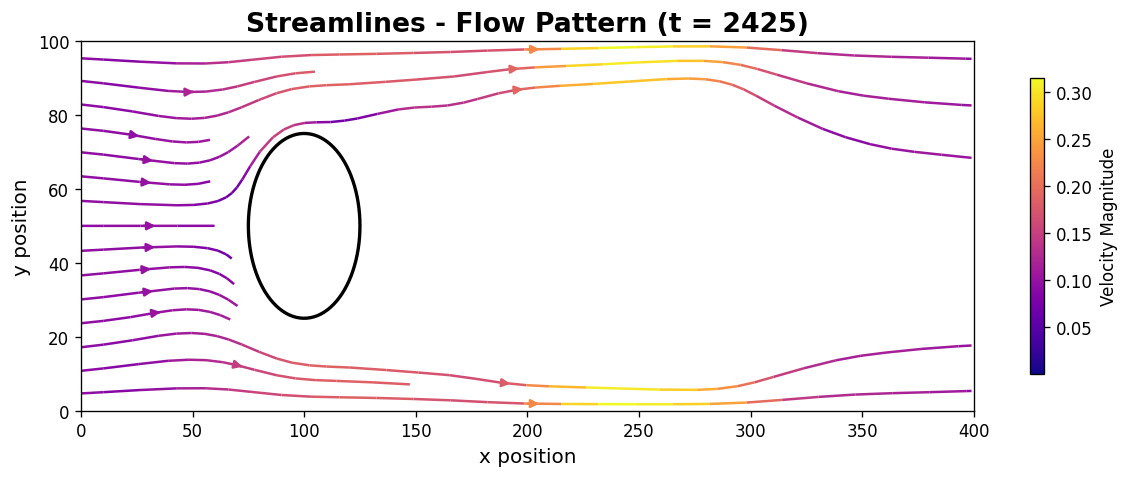 Streamlines - Flow Pattern (t = 2425)
100
80
60
40
20
0
y position
0 50 100 150 200 250 300 350 400
x position
0.30
0.25
0.20
0.15
0.10
0.05
Velocity Magnitude